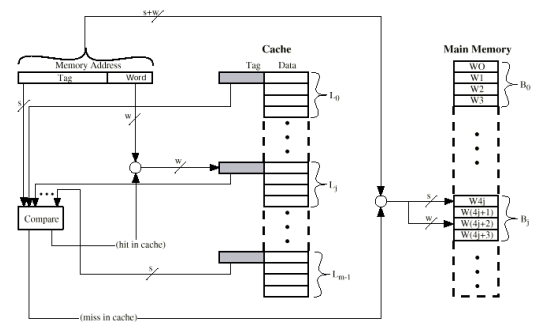 s+w
Memory Address
Tag Word
Cache
Tag Data
Main Memory
WO
W1
W2
W3
B0
L0
s
w
w
Lj
s
w
W4j
W(4j+1)
W(4j+2)
W(4j+3)
Bj
Compare
(hit in cache)
s
Lm-1
(miss in cache)